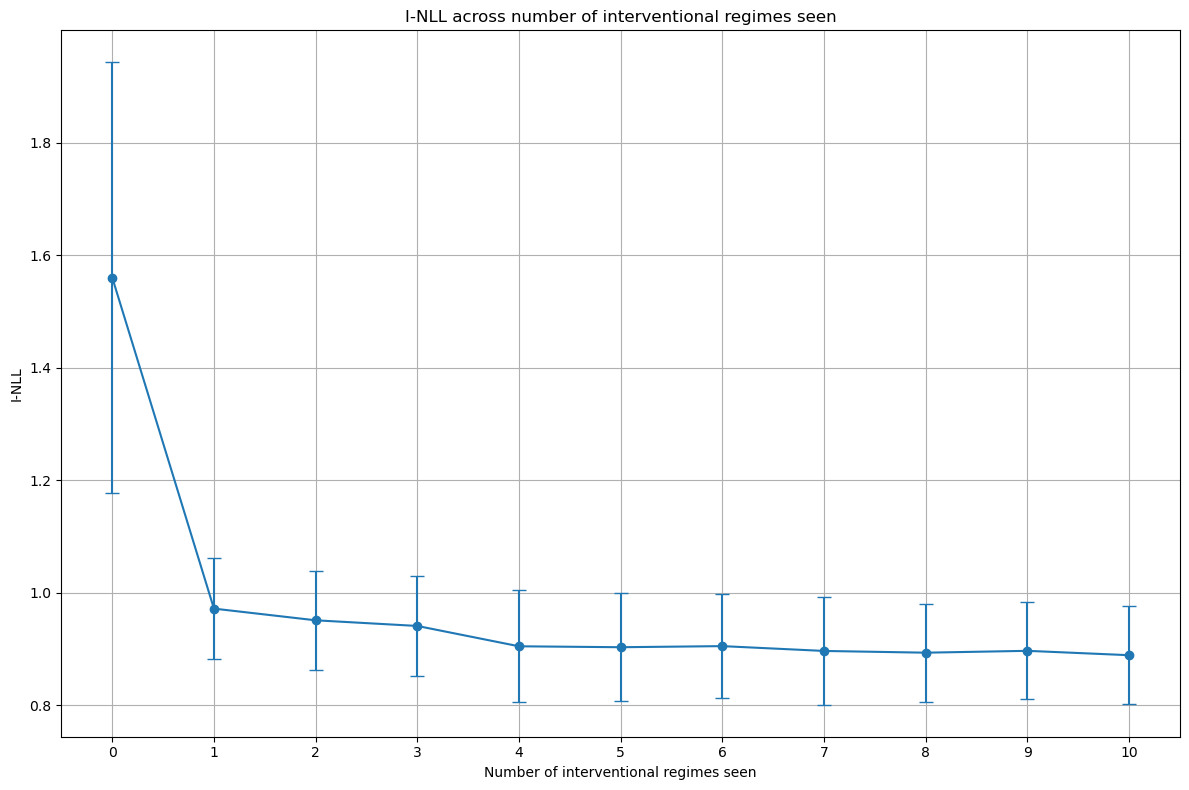 I-NLL across number of interventional regimes seen
I-NLL
1.8
1.6
1.4
1.2
1.0
0.8
0 1 2 3 4 5 6 7 8 9 10
Number of interventional regimes seen